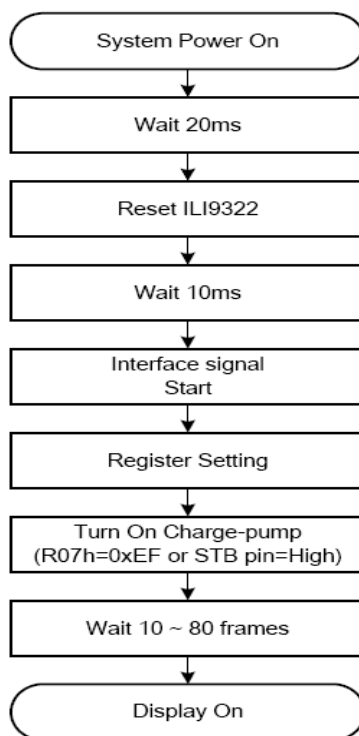 System Power On
Wait 20ms
Reset ILI9322
Wait 10ms
Interface signal
Start
Register Setting
Turn On Charge-pump
(R07h=0xEF or STB pin=High)
Wait 10 ~ 80 frames
Display On